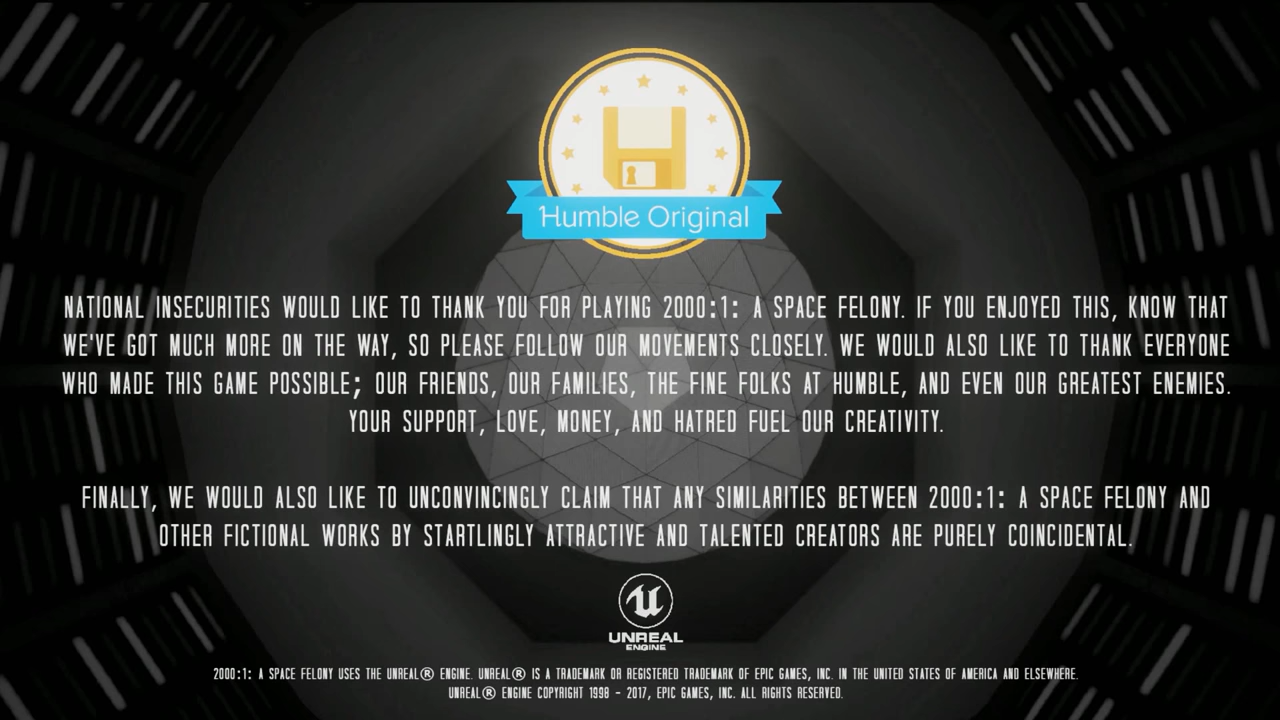 Humble Original
NATIONAL INSECURITIES WOULD LIKE TO THANK YOU FOR PLAYING 2000:1: A SPACE FELONY. IF YOU ENJOYED THIS, KNOW THAT
WE'VE GOT MUCH MORE ON THE WAY, SO PLEASE FOLLOW OUR MOVEMENTS CLOSELY. WE WOULD ALSO LIKE TO THANK EVERYONE
WHO MADE THIS GAME POSSIBLE; OUR FRIENDS, OUR FAMILIES, THE FINE FOLKS AT HUMBLE, AND EVEN OUR GREATEST ENEMIES.
YOUR SUPPORT, LOVE, MONEY, AND HATRED FUEL OUR CREATIVITY.
FINALLY, WE WOULD ALSO LIKE TO UNCONVINCINGLY CLAIM THAT ANY SIMILARITIES BETWEEN 2000:1: A SPACE FELONY AND
OTHER FICTIONAL WORKS BY STARTLINGLY ATTRACTIVE AND TALENTED CREATORS ARE PURELY COINCIDENTAL.
UNREAL
ENGINE
2000:1: A SPACE FELONY USES THE UNREAL® ENGINE. UNREAL® IS A TRADEMARK OR REGISTERED TRADEMARK OF EPIC GAMES, INC. IN THE UNITED STATES OF AMERICA AND ELSEWHERE.
UNREAL® ENGINE COPYRIGHT 1998 - 2017, EPIC GAMES, INC. ALL RIGHTS RESERVED.